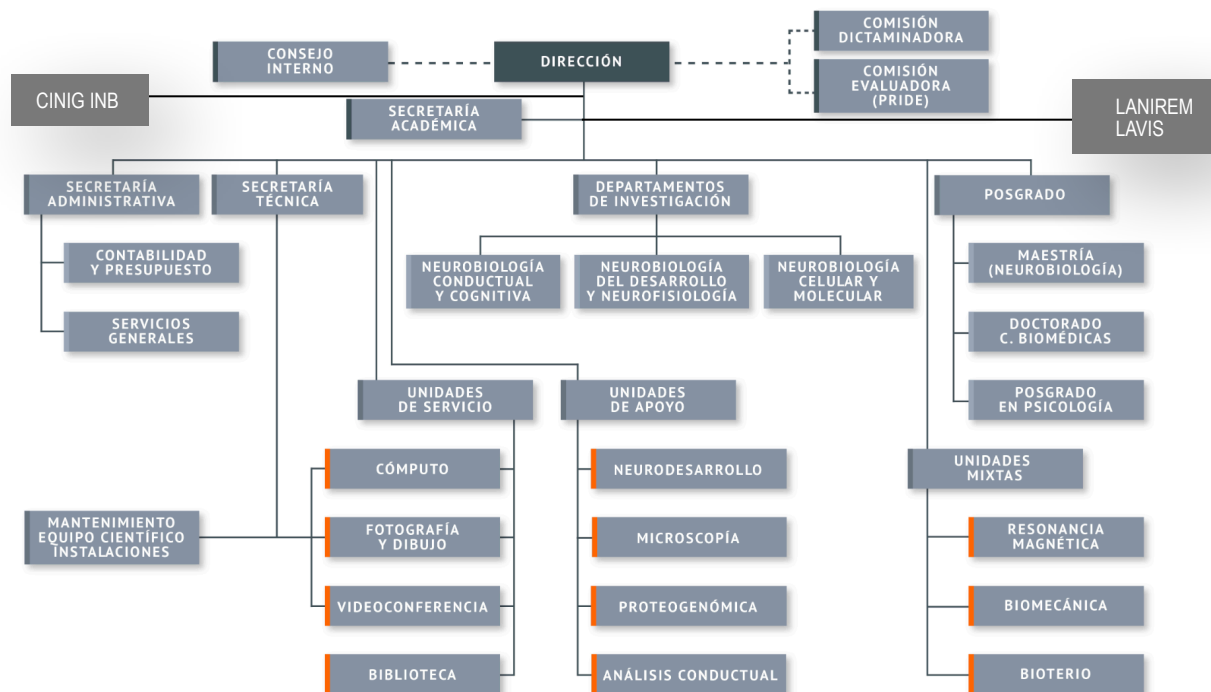 CONSEJO
INTERNO
DIRECCIÓN
COMISIÓN
DICTAMINADORA
COMISIÓN
EVALUADORA
(PRIDE)
CINIG INB
SECRETARÍA
ACADÉMICA
LANIREM
LAVIS
SECRETARÍA
ADMINISTRATIVA
SECRETARÍA
TÉCNICA
DEPARTAMENTOS
DE INVESTIGACIÓN
POSGRADO
CONTABILIDAD
Y PRESUPUESTO
SERVICIOS
GENERALES
NEUROBIOLOGÍA
CONDUCTUAL
Y COGNITIVA
NEUROBIOLOGÍA
DEL DESARROLLO
Y NEUROFISIOLOGÍA
NEUROBIOLOGÍA
CELULAR Y
MOLECULAR
MAESTRÍA
(NEUROBIOLOGÍA)
DOCTORADO
C. BIOMÉDICAS
POSGRADO
EN PSICOLOGÍA
UNIDADES
DE SERVICIO
UNIDADES
DE APOYO
UNIDADES
MIXTAS
CÓMPUTO
NEURODESARROLLO
MANTENIMIENTO
EQUIPO CIENTÍFICO
INSTALACIONES
FOTOGRAFÍA
Y DIBUJO
MICROSCOPÍA
RESONANCIA
MAGNÉTICA
VIDEOCONFERENCIA
PROTEOGENÓMICA
BIOMECÁNICA
BIBLIOTECA
ANÁLISIS CONDUCTUAL
BIOTERIO